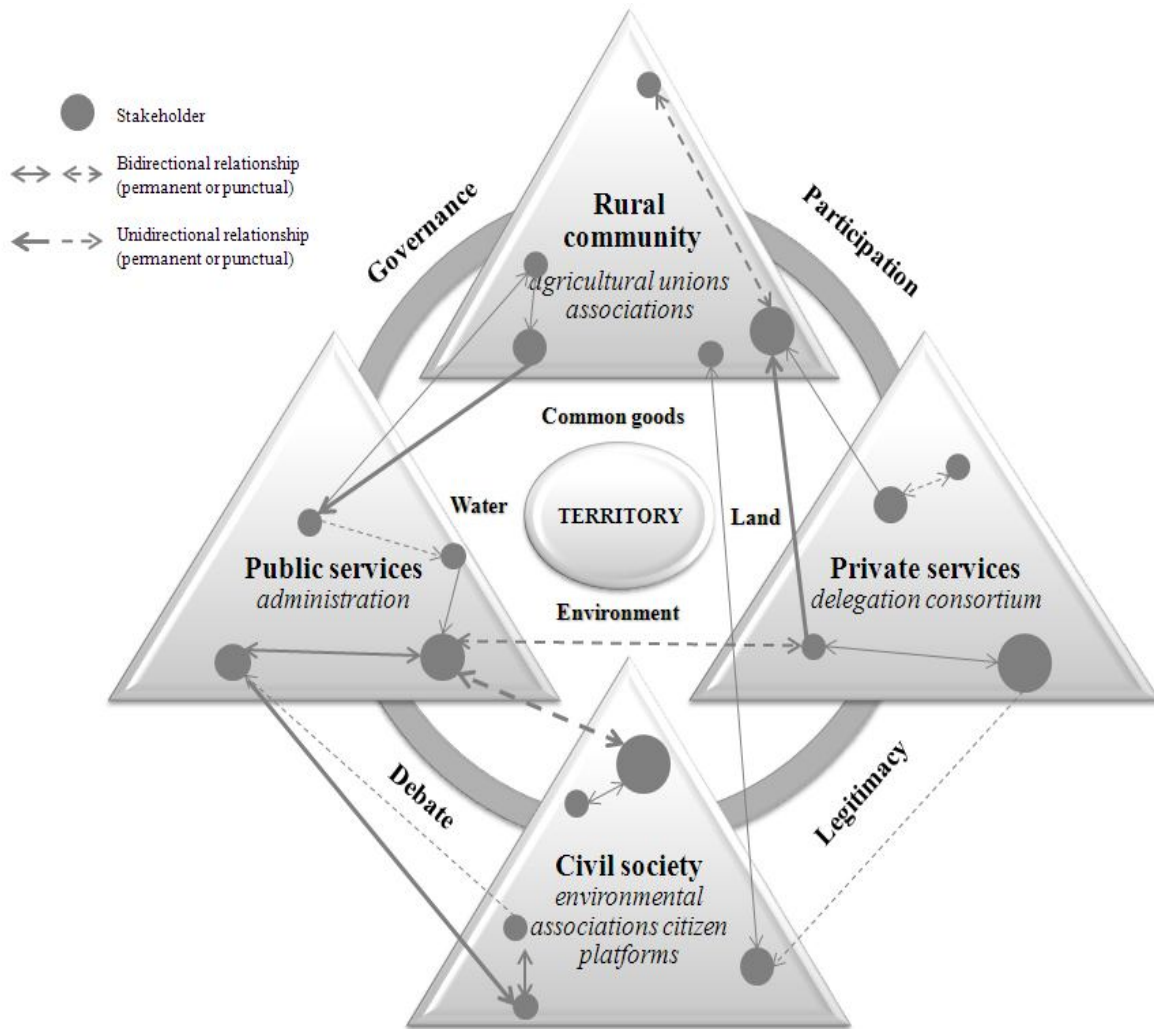 Stakeholder
Bidirectional relationship
(permanent or punctual)
Unidirectional relationship
(permanent or punctual)
Governance
Participation
Rural
community
agricultural unions
associations
Common goods
Water
TERRITORY
Land
Environment
Public services
administration
Private services
delegation consortium
Debate
Legitimacy
Civil society
environmental
associations citizen
platforms